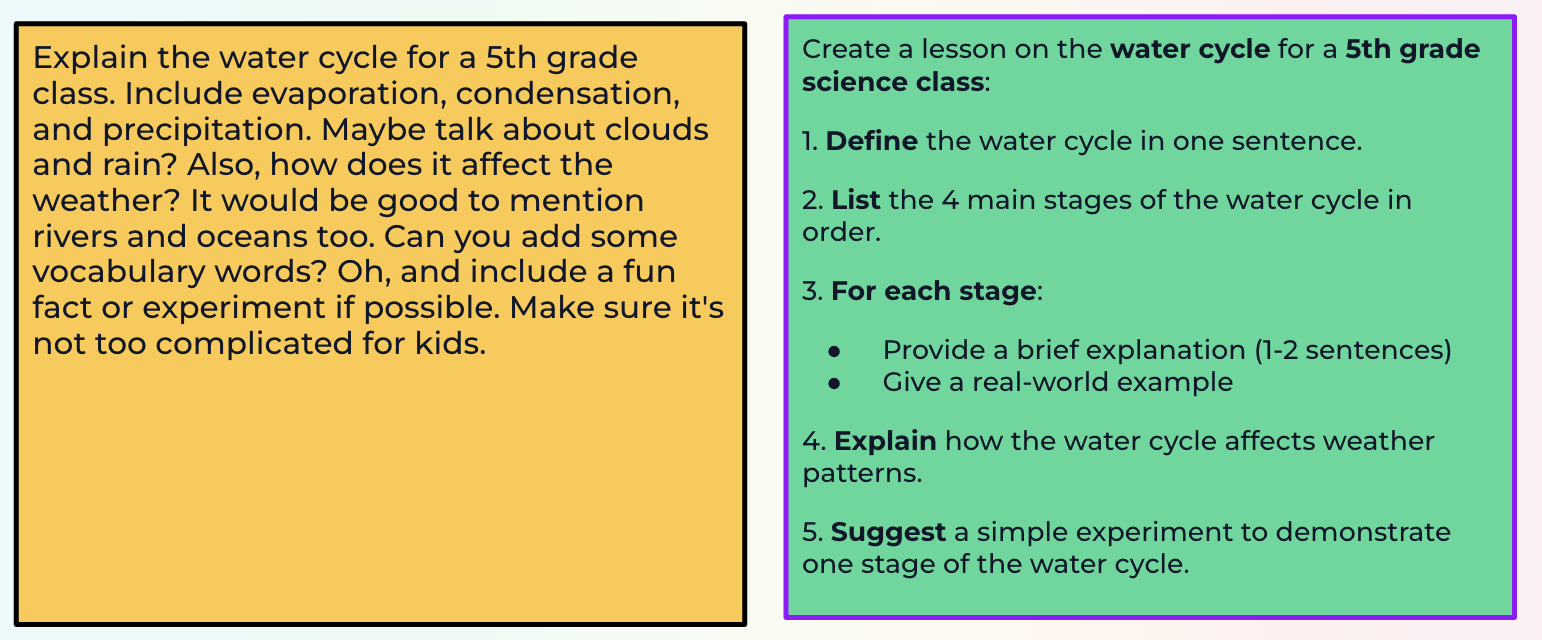 Explain the water cycle for a 5th grade
class. Include evaporation, condensation,
and precipitation. Maybe talk about clouds
and rain? Also, how does it affect the
weather? It would be good to mention
rivers and oceans too. Can you add some
vocabulary words? Oh, and include a fun
fact or experiment if possible. Make sure it's
not too complicated for kids.
Create a lesson on the water cycle for a 5th grade
science class:
1. Define the water cycle in one sentence.
2. List the 4 main stages of the water cycle in
order.
3. For each stage:
● Provide a brief explanation (1-2 sentences)
● Give a real-world example
4. Explain how the water cycle affects weather
patterns.
5. Suggest a simple experiment to demonstrate
one stage of the water cycle.